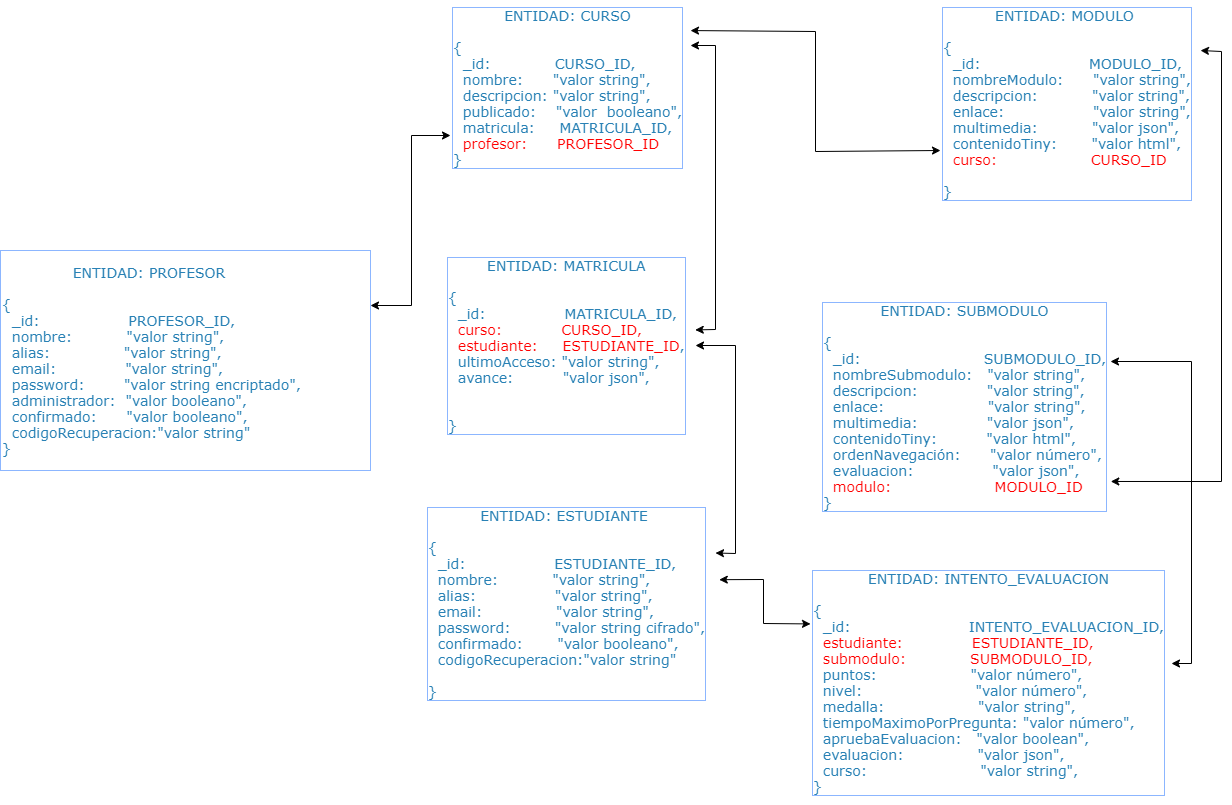 ENTIDAD: CURSO
{
_id: CURSO_ID,
nombre: "valor string",
descripcion: "valor string",
publicado: "valor booleano",
matricula: MATRICULA_ID,
profesor: PROFESOR_ID
}
ENTIDAD: MODULO
{
_id: MODULO_ID,
nombreModulo: "valor string",
descripcion: "valor string",
enlace: "valor string",
multimedia: "valor json",
contenidoTiny: "valor html",
curso: CURSO_ID
}
ENTIDAD: PROFESOR
{
_id: PROFESOR_ID,
nombre: "valor string",
alias: "valor string",
email: "valor string",
password: "valor string encriptado",
administrador: "valor booleano",
confirmado: "valor booleano",
codigoRecuperacion:"valor string"
}
ENTIDAD: MATRICULA
{
_id: MATRICULA_ID,
curso: CURSO_ID,
estudiante: ESTUDIANTE_ID,
ultimoAcceso: "valor string",
avance: "valor json",
}
ENTIDAD: SUBMODULO
{
_id: SUBMODULO_ID,
nombreSubmodulo: "valor string",
descripcion: "valor string",
enlace: "valor string",
multimedia: "valor json",
contenidoTiny: "valor html",
ordenNavegación: "valor número",
evaluacion: "valor json",
modulo: MODULO_ID
}
ENTIDAD: ESTUDIANTE
{
_id: ESTUDIANTE_ID,
nombre: "valor string",
alias: "valor string",
email: "valor string",
password: "valor string cifrado",
confirmado: "valor booleano",
codigoRecuperacion:"valor string"
}
ENTIDAD: INTENTO_EVALUACION
{
_id: INTENTO_EVALUACION_ID,
estudiante: ESTUDIANTE_ID,
submodulo: SUBMODULO_ID,
puntos: "valor número",
nivel: "valor número",
medalla: "valor string",
tiempoMaximoPorPregunta: "valor número",
apruebaEvaluacion: "valor boolean",
evaluacion: "valor json",
curso: "valor string",
}